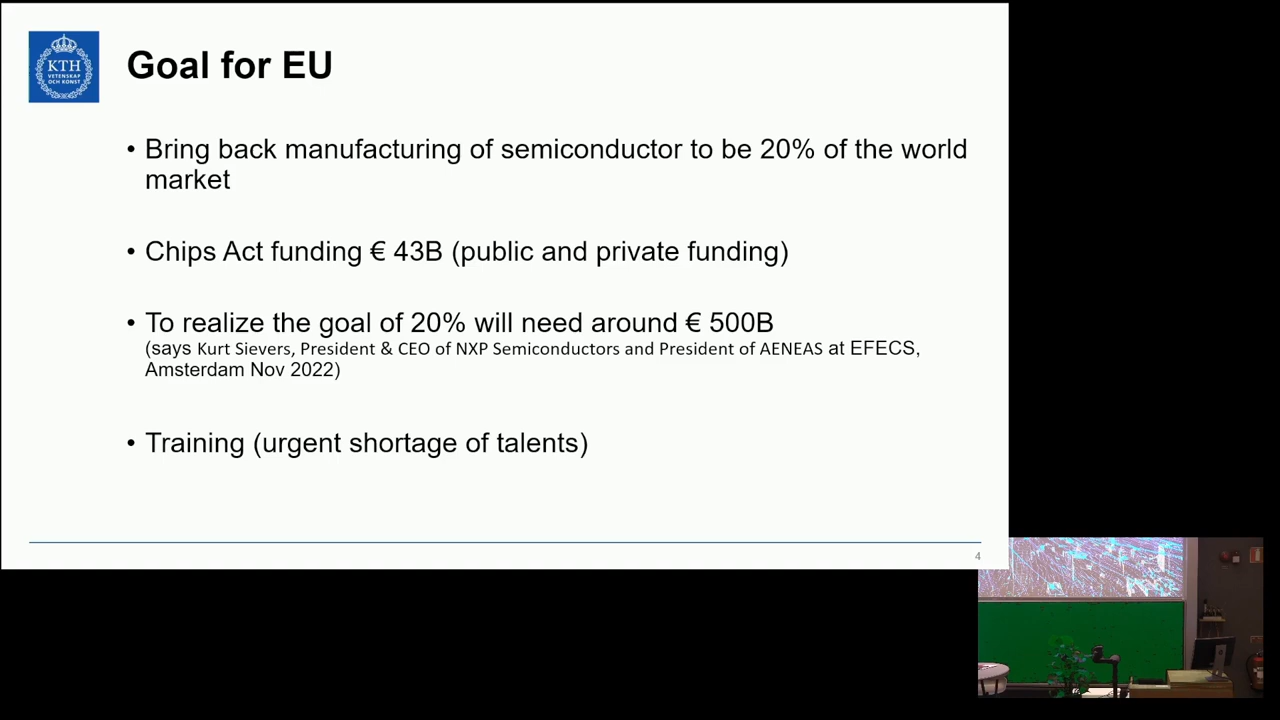 KTH
VETENSKAP
OCH KONST
Goal for EU
• Bring back manufacturing of semiconductor to be 20% of the world
market
• Chips Act funding € 43B (public and private funding)
• To realize the goal of 20% will need around € 500B
(says Kurt Sievers, President & CEO of NXP Semiconductors and President of AENEAS at EFECS,
Amsterdam Nov 2022)
• Training (urgent shortage of talents)
4